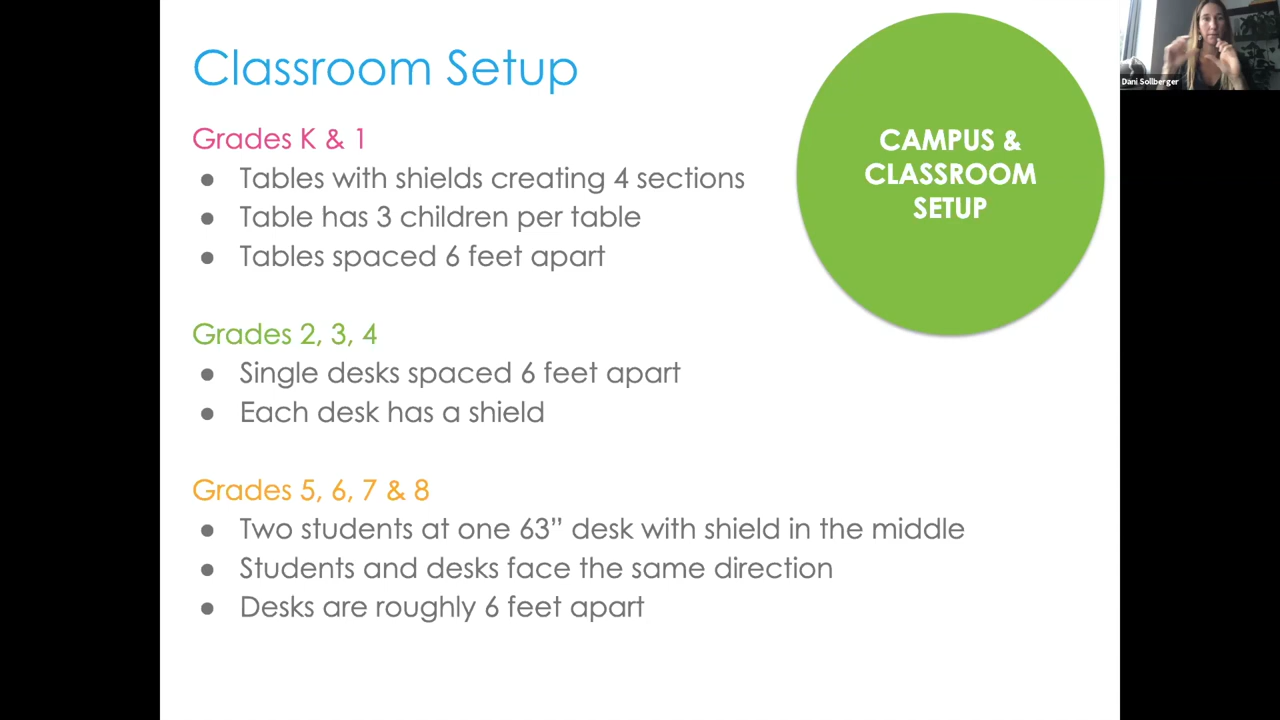 Classroom Setup
Grades K & 1
● Tables with shields creating 4 sections
● Table has 3 children per table
● Tables spaced 6 feet apart
Grades 2, 3, 4
● Single desks spaced 6 feet apart
● Each desk has a shield
Grades 5, 6, 7 & 8
● Two students at one 63” desk with shield in the middle
● Students and desks face the same direction
● Desks are roughly 6 feet apart
CAMPUS &
CLASSROOM
SETUP
Dani Sollberger